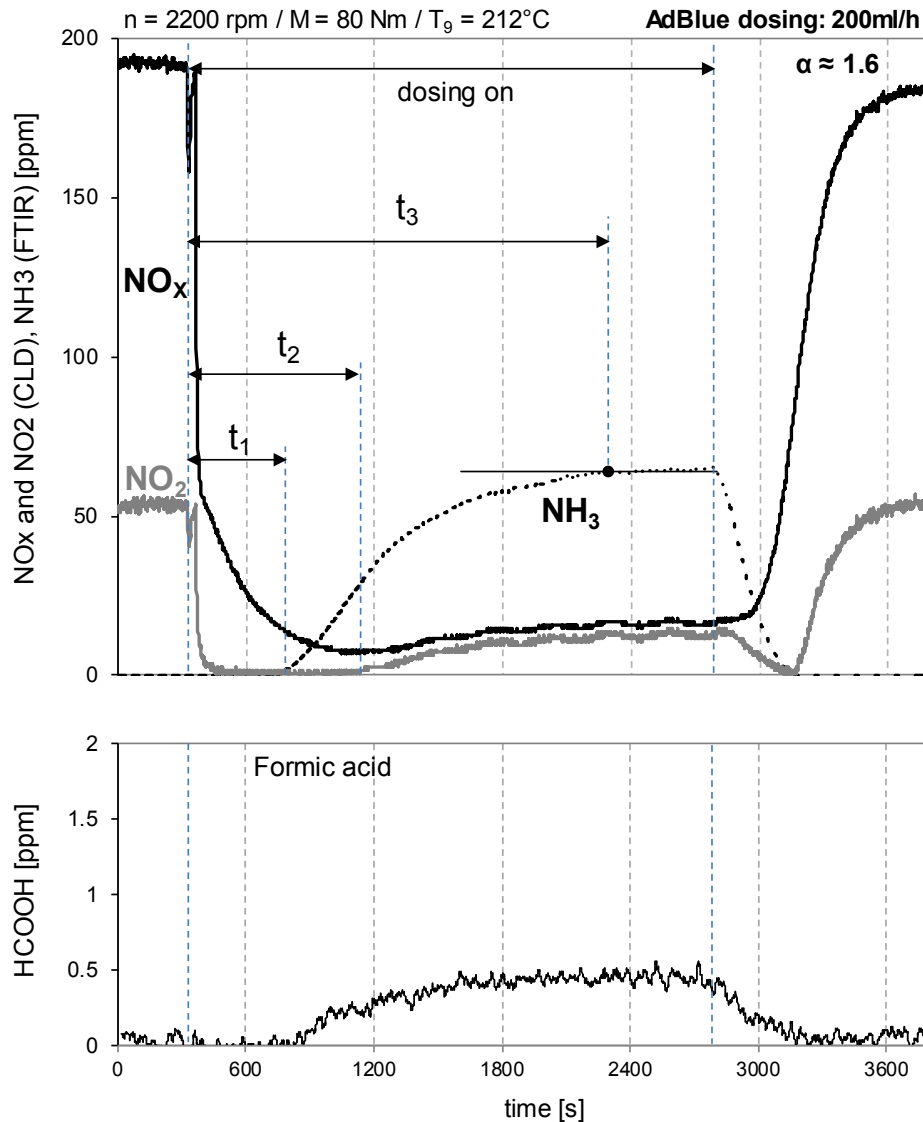 n = 2200 rpm / M = 80 Nm / T₉ = 212°C
AdBlue dosing: 200ml/h
NOx and NO2 (CLD), NH3 (FTIR) [ppm]
200
150
100
50
0
α ≈ 1.6
dosing on
t₃
NOₓ
t₂
t₁
NO₂
NH₃
HCOOH [ppm]
2
1.5
1
0.5
0
Formic acid
0 600 1200 1800 2400 3000 3600
time [s]